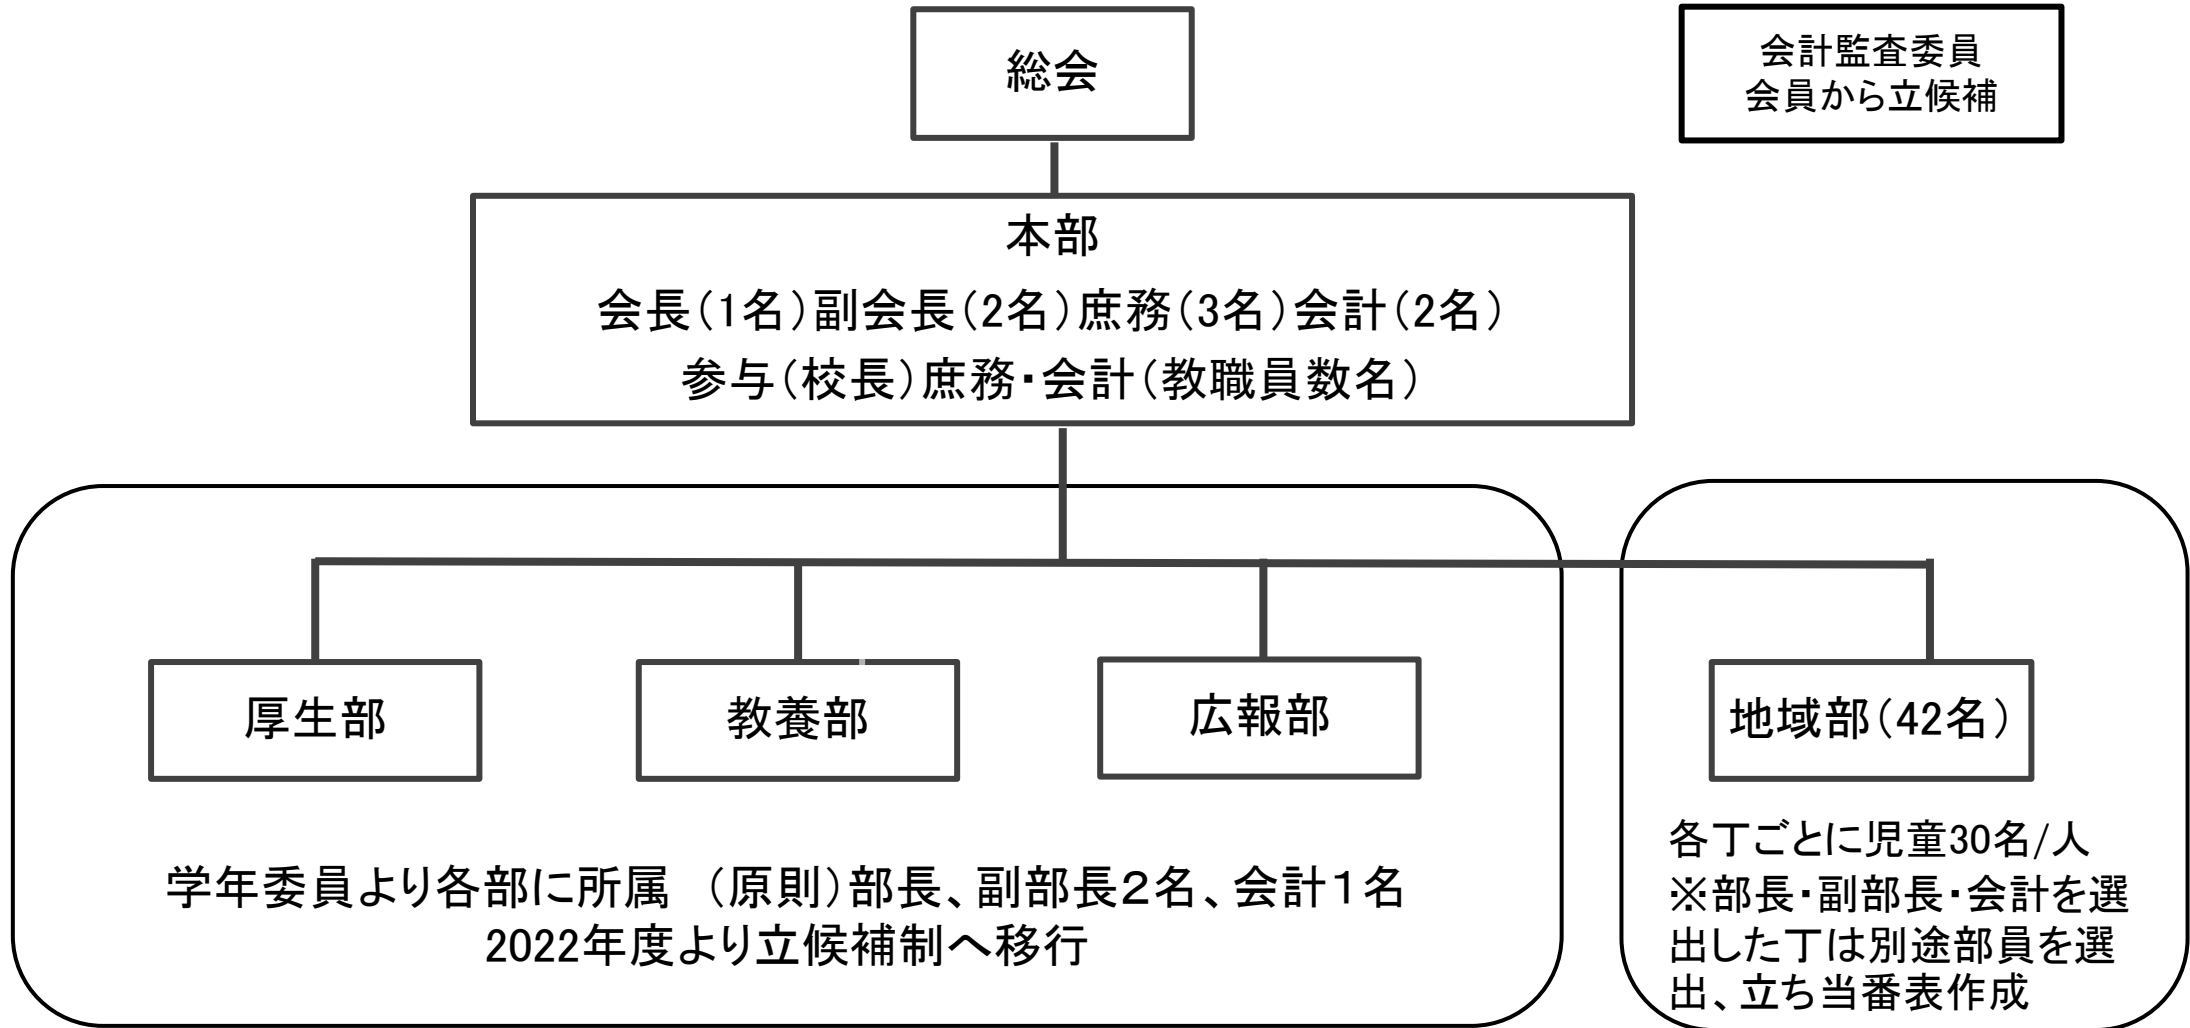 総会
会計監査委員
会員から立候補
本部
会長(1名)副会長(2名)庶務(3名)会計(2名)
参与(校長)庶務・会計(教職員数名)
厚生部
教養部
広報部
地域部(42名)
学年委員より各部に所属 (原則)部長、副部長２名、会計１名
2022年度より立候補制へ移行
各丁ごとに児童30名/人
※部長・副部長・会計を選
出した丁は別途部員を選
出、立ち当番表作成